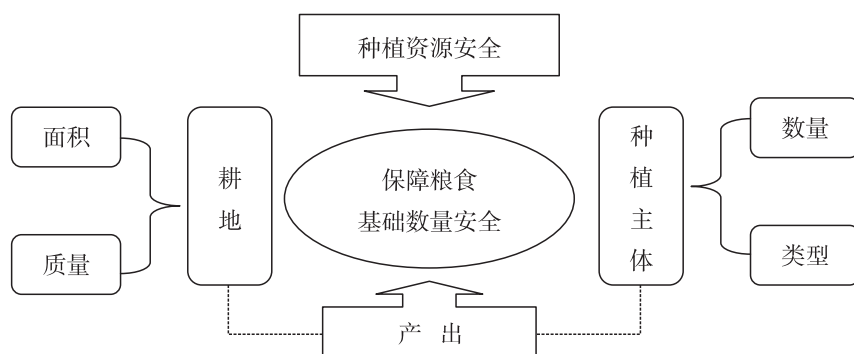 种植资源安全
面积
质量
耕地
保障粮食
基础数量安全
种植主体
数量
类型
产 出